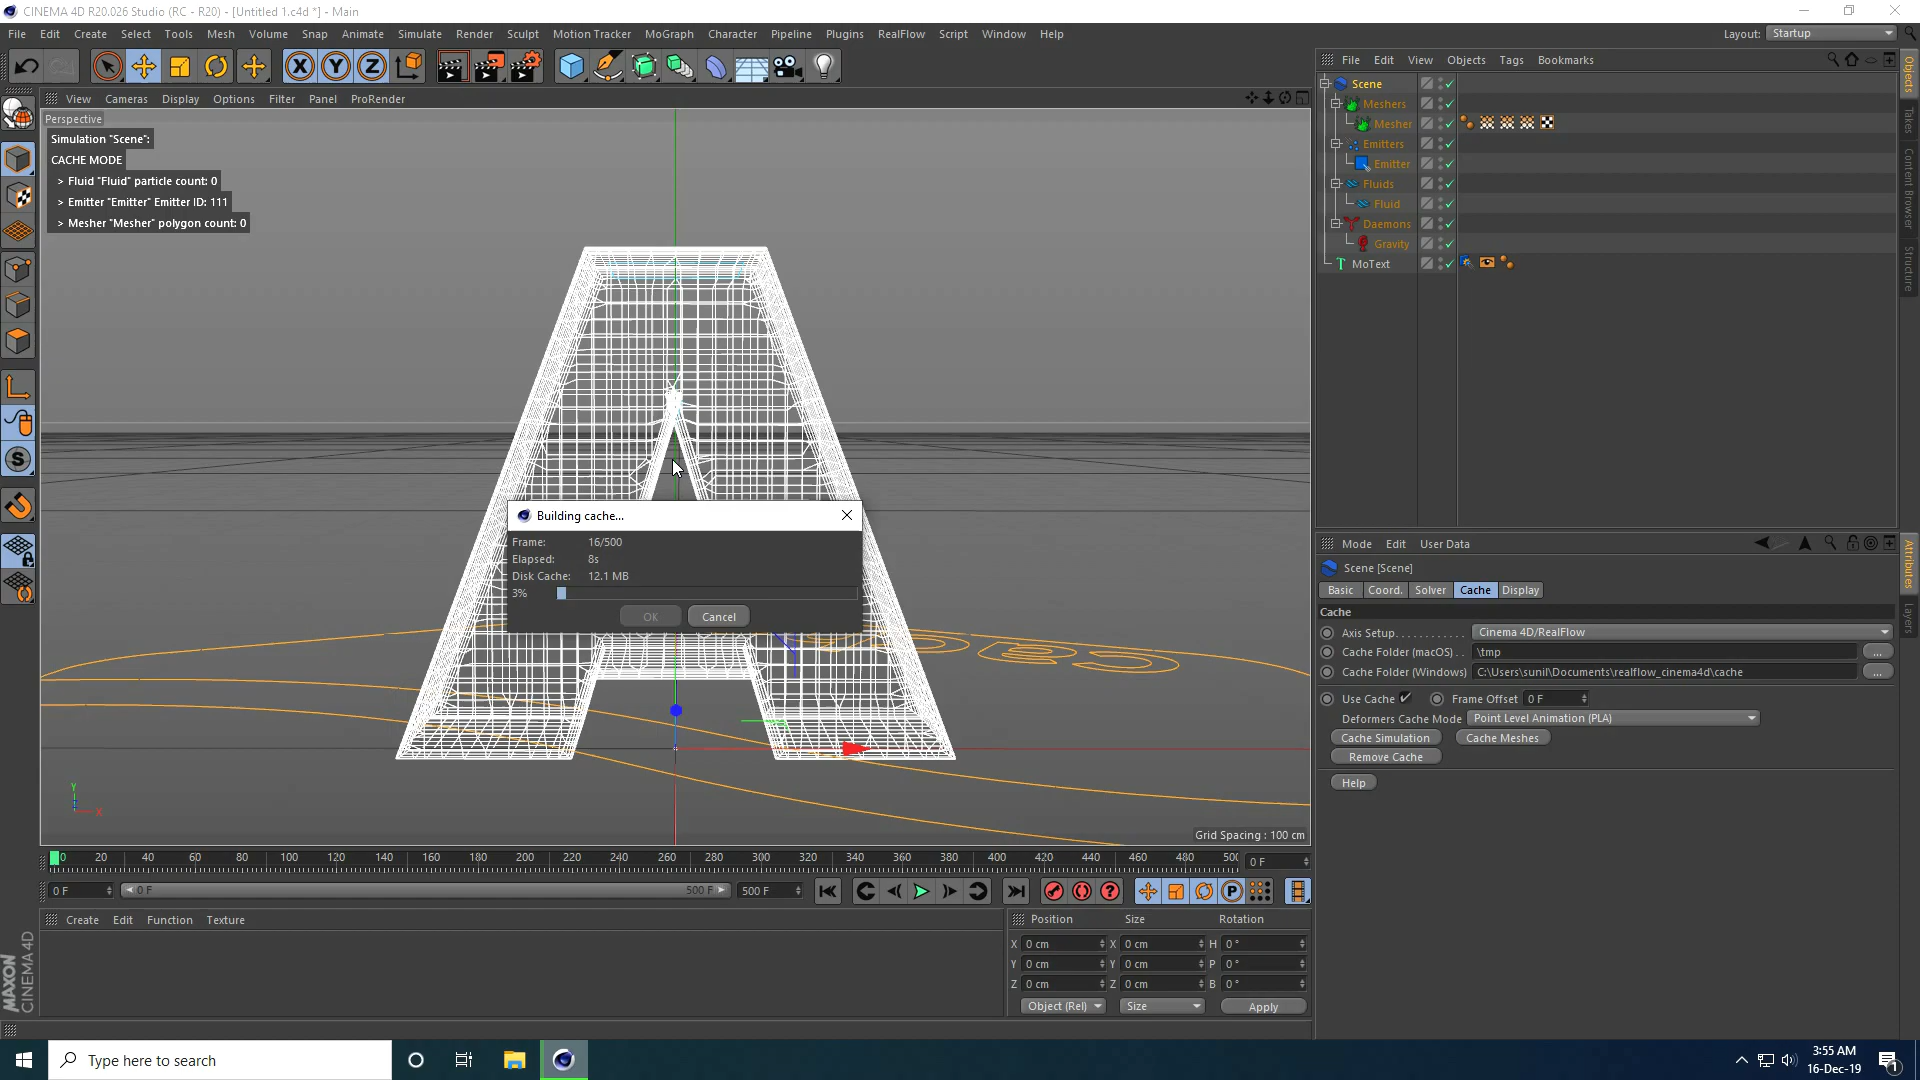 CINEMA 4D R20.026 Studio (RC - R20) - [Untitled 1.c4d *] - Main
File Edit Create Select Tools Mesh Volume Snap Animate Simulate Render Sculpt Motion Tracker MoGraph Character Pipeline Plugins RealFlow Script Window Help
Layout: Startup
File Edit View Objects Tags Bookmarks
X Y Z
View Cameras Display Options Filter Panel ProRender
Perspective
Simulation "Scene":
CACHE MODE
> Fluid "Fluid" particle count: 0
> Emitter "Emitter" Emitter ID: 111
> Mesher "Mesher" polygon count: 0
Scene
Meshers
Mesher
Emitters
Emitter
Fluids
Fluid
Daemons
Gravity
MoText
Objects
Takes
Content Browser
Structure
Building cache...
Frame: 16/500
Elapsed: 8s
Disk Cache: 12.1 MB
3%
OK Cancel
Mode Edit User Data
Scene [Scene]
Basic Coord. Solver Cache Display
Cache
Axis Setup. . . . . . . . . . . . Cinema 4D/RealFlow
Cache Folder (macOS) . . \tmp ...
Cache Folder (Windows) C:\Users\sunil\Documents\realflow_cinema4d\cache ...
Use Cache Frame Offset 0 F
Deformers Cache Mode Point Level Animation (PLA)
Cache Simulation Cache Meshes
Remove Cache
Help
Attributes
Layers
Y
X
Grid Spacing : 100 cm
0 20 40 60 80 100 120 140 160 180 200 220 240 260 280 300 320 340 360 380 400 420 440 460 480 500 0 F
0 F 0 F 500 F 500 F
Create Edit Function Texture
Position Size Rotation
X 0 cm X 0 cm H 0 °
Y 0 cm Y 0 cm P 0 °
Z 0 cm Z 0 cm B 0 °
Object (Rel) Size Apply
MAXON
CINEMA 4D
Type here to search
3:55 AM
16-Dec-19
1